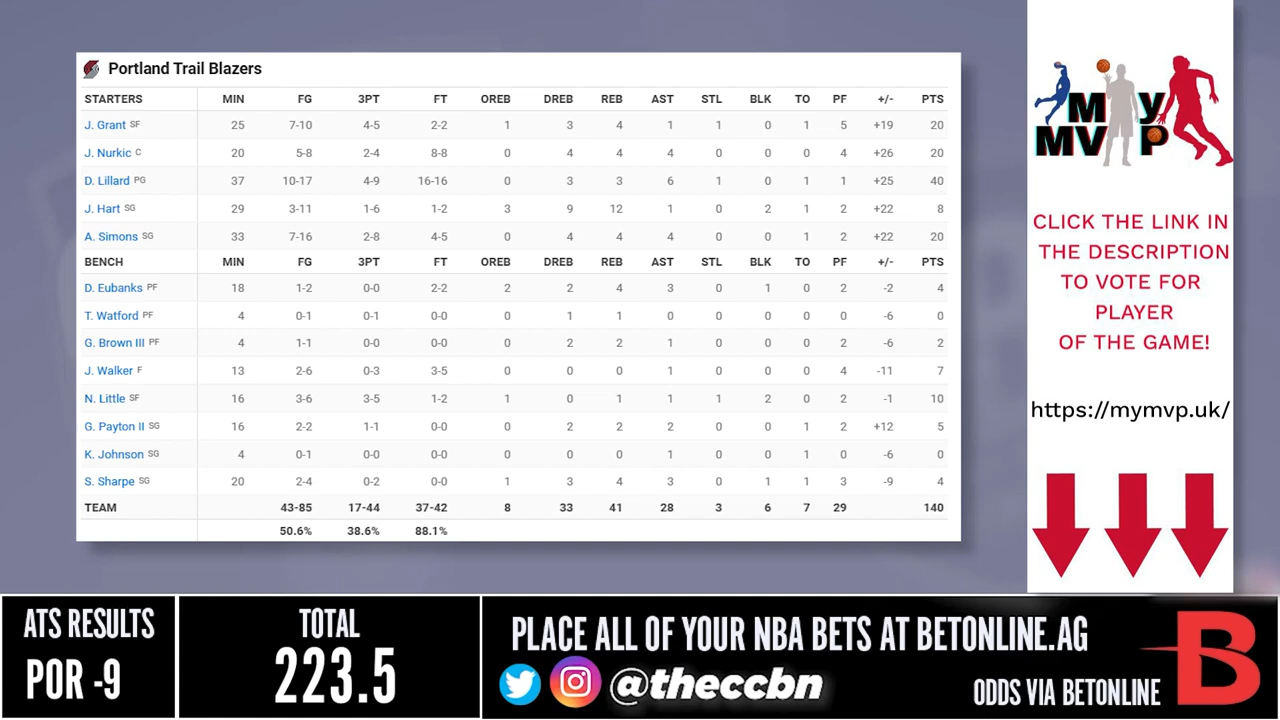 Portland Trail Blazers
STARTERS MIN FG 3PT FT OREB DREB REB AST STL BLK TO PF +/- PTS
J. Grant SF 25 7-10 4-5 2-2 1 3 4 1 1 0 1 5 +19 20
J. Nurkic C 20 5-8 2-4 8-8 0 4 4 4 0 0 0 4 +26 20
D. Lillard PG 37 10-17 4-9 16-16 0 3 3 6 1 0 1 1 +25 40
J. Hart SG 29 3-11 1-6 1-2 3 9 12 1 0 2 1 2 +22 8
A. Simons SG 33 7-16 2-8 4-5 0 4 4 4 0 0 1 2 +22 20
BENCH MIN FG 3PT FT OREB DREB REB AST STL BLK TO PF +/- PTS
D. Eubanks PF 18 1-2 0-0 2-2 2 2 4 3 0 1 0 2 -2 4
T. Watford PF 4 0-1 0-1 0-0 0 1 1 0 0 0 0 0 -6 0
G. Brown III PF 4 1-1 0-0 0-0 0 2 2 1 0 0 0 2 -6 2
J. Walker F 13 2-6 0-3 3-5 0 0 0 1 0 0 0 4 -11 7
N. Little SF 16 3-6 3-5 1-2 1 0 1 1 1 2 0 2 -1 10
G. Payton II SG 16 2-2 1-1 0-0 0 2 2 2 0 0 1 2 +12 5
K. Johnson SG 4 0-1 0-0 0-0 0 0 0 1 0 0 1 0 -6 0
S. Sharpe SG 20 2-4 0-2 0-0 1 3 4 3 0 1 1 3 -9 4
TEAM 43-85 17-44 37-42 8 33 41 28 3 6 7 29 140
50.6% 38.6% 88.1%
My
MVP
CLICK THE LINK IN
THE DESCRIPTION
TO VOTE FOR
PLAYER
OF THE GAME!
https://mymvp.uk/
ATS RESULTS
POR -9
TOTAL
223.5
PLACE ALL OF YOUR NBA BETS AT BETONLINE.AG
@theccbn
ODDS VIA BETONLINE
B